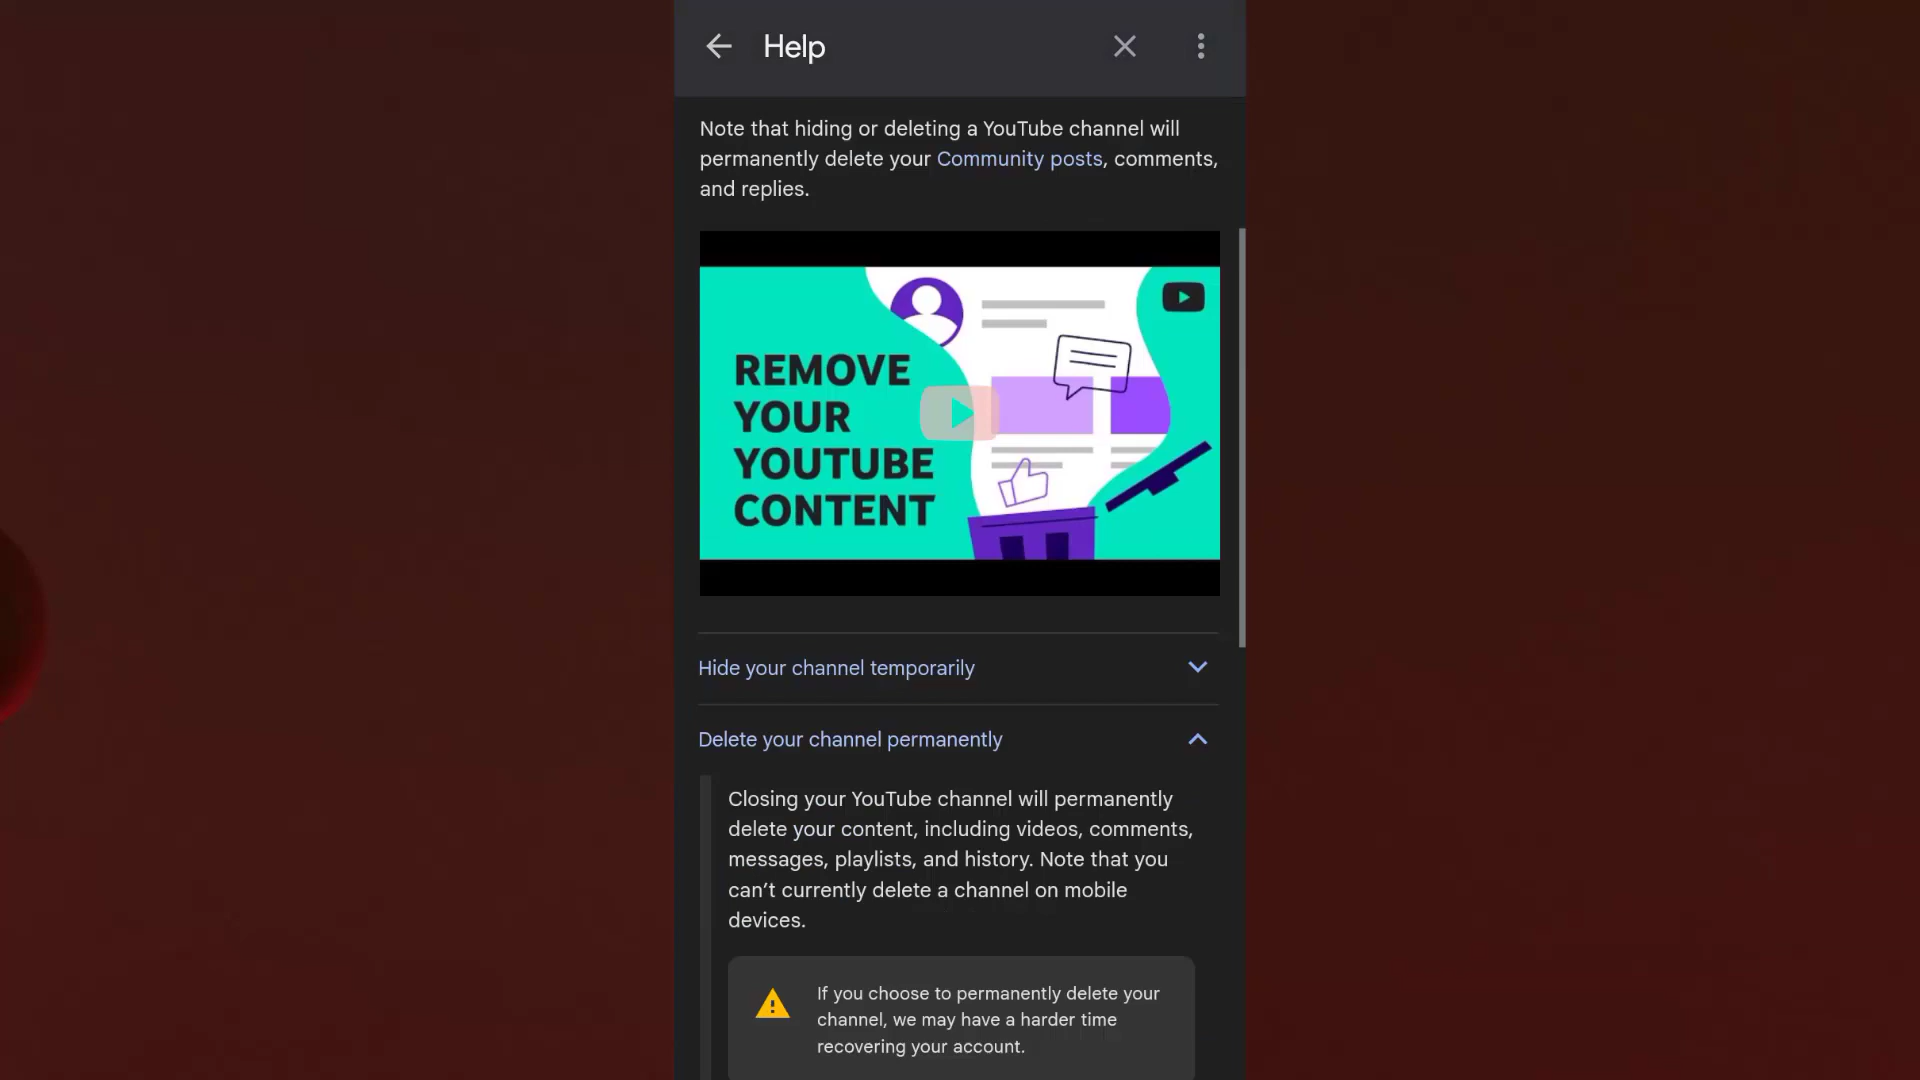 Help
Note that hiding or deleting a YouTube channel will
permanently delete your Community posts, comments,
and replies.
REMOVE
YOUR
YOUTUBE
CONTENT
Hide your channel temporarily
Delete your channel permanently
Closing your YouTube channel will permanently
delete your content, including videos, comments,
messages, playlists, and history. Note that you
can’t currently delete a channel on mobile
devices.
If you choose to permanently delete your
channel, we may have a harder time
recovering your account.